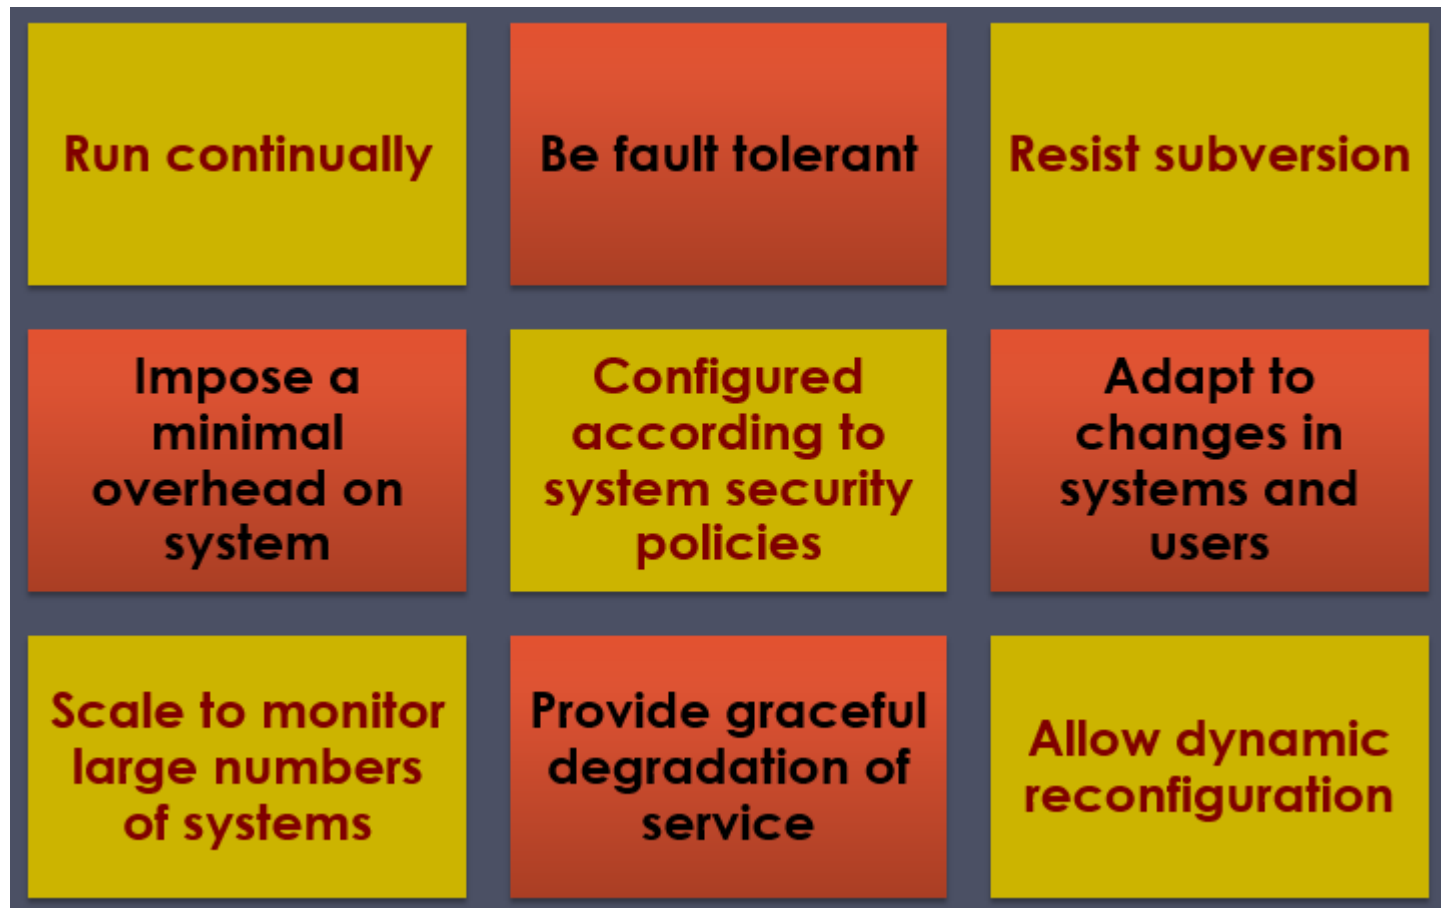 Run continually
Be fault tolerant
Resist subversion
Impose a
minimal
overhead on
system
Configured
according to
system security
policies
Adapt to
changes in
systems and
users
Scale to monitor
large numbers
of systems
Provide graceful
degradation of
service
Allow dynamic
reconfiguration